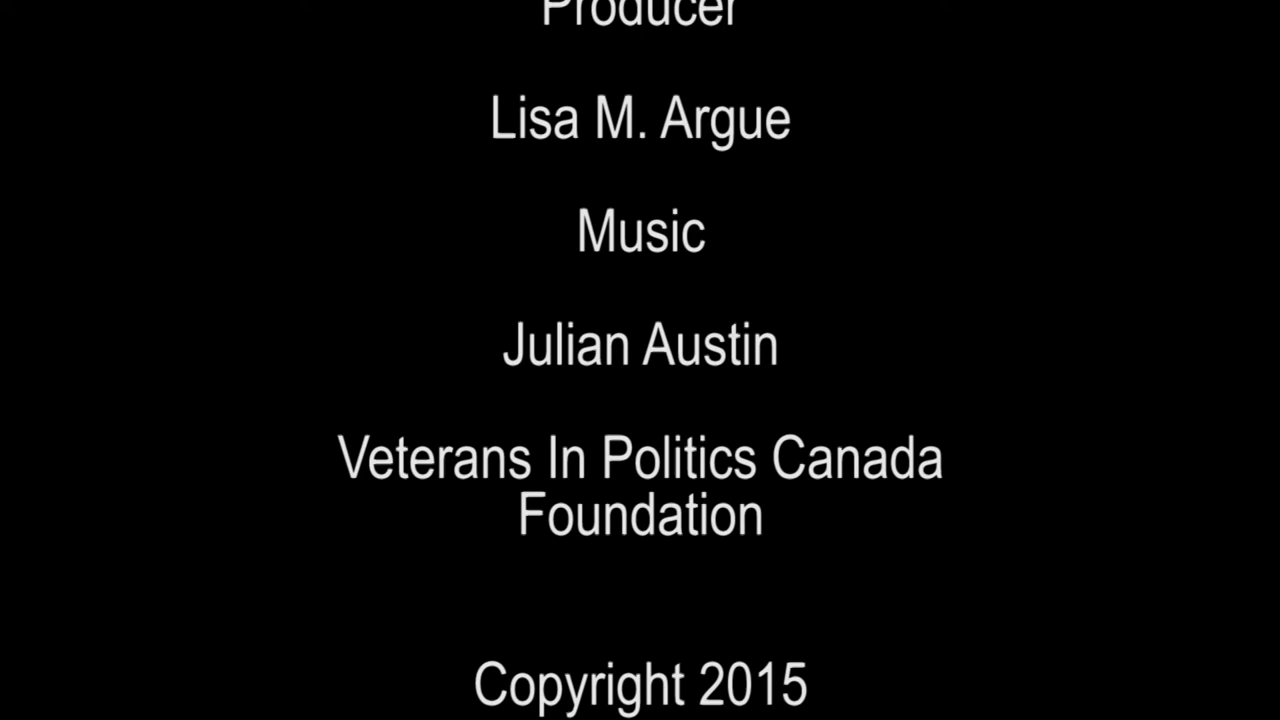 Producer
Lisa M. Argue
Music
Julian Austin
Veterans In Politics Canada
Foundation
Copyright 2015